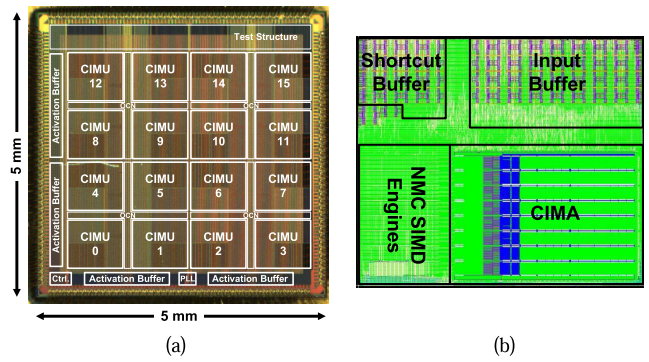 Test Structure
CIMU
12
CIMU
13
CIMU
14
CIMU
15
Activation Buffer
OCN
OCN
CIMU
8
CIMU
9
CIMU
10
CIMU
11
5 mm
CIMU
4
CIMU
5
CIMU
6
CIMU
7
Activation Buffer
OCN
OCN
CIMU
0
CIMU
1
CIMU
2
CIMU
3
Ctrl.
Activation Buffer
PLL
Activation Buffer
5 mm
(a)
Shortcut
Buffer
Input
Buffer
NMC SIMD
Engines
CIMA
(b)